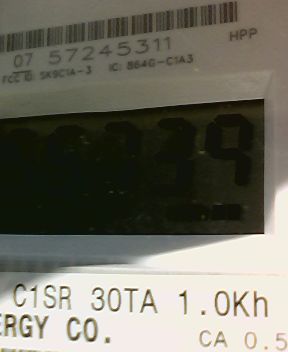 07 57245311
HPP
FCC ID: SK9C1A-3 IC: 864G-C1A3
39
C1SR 30TA 1.0Kh
ERGY CO.
CA 0.5